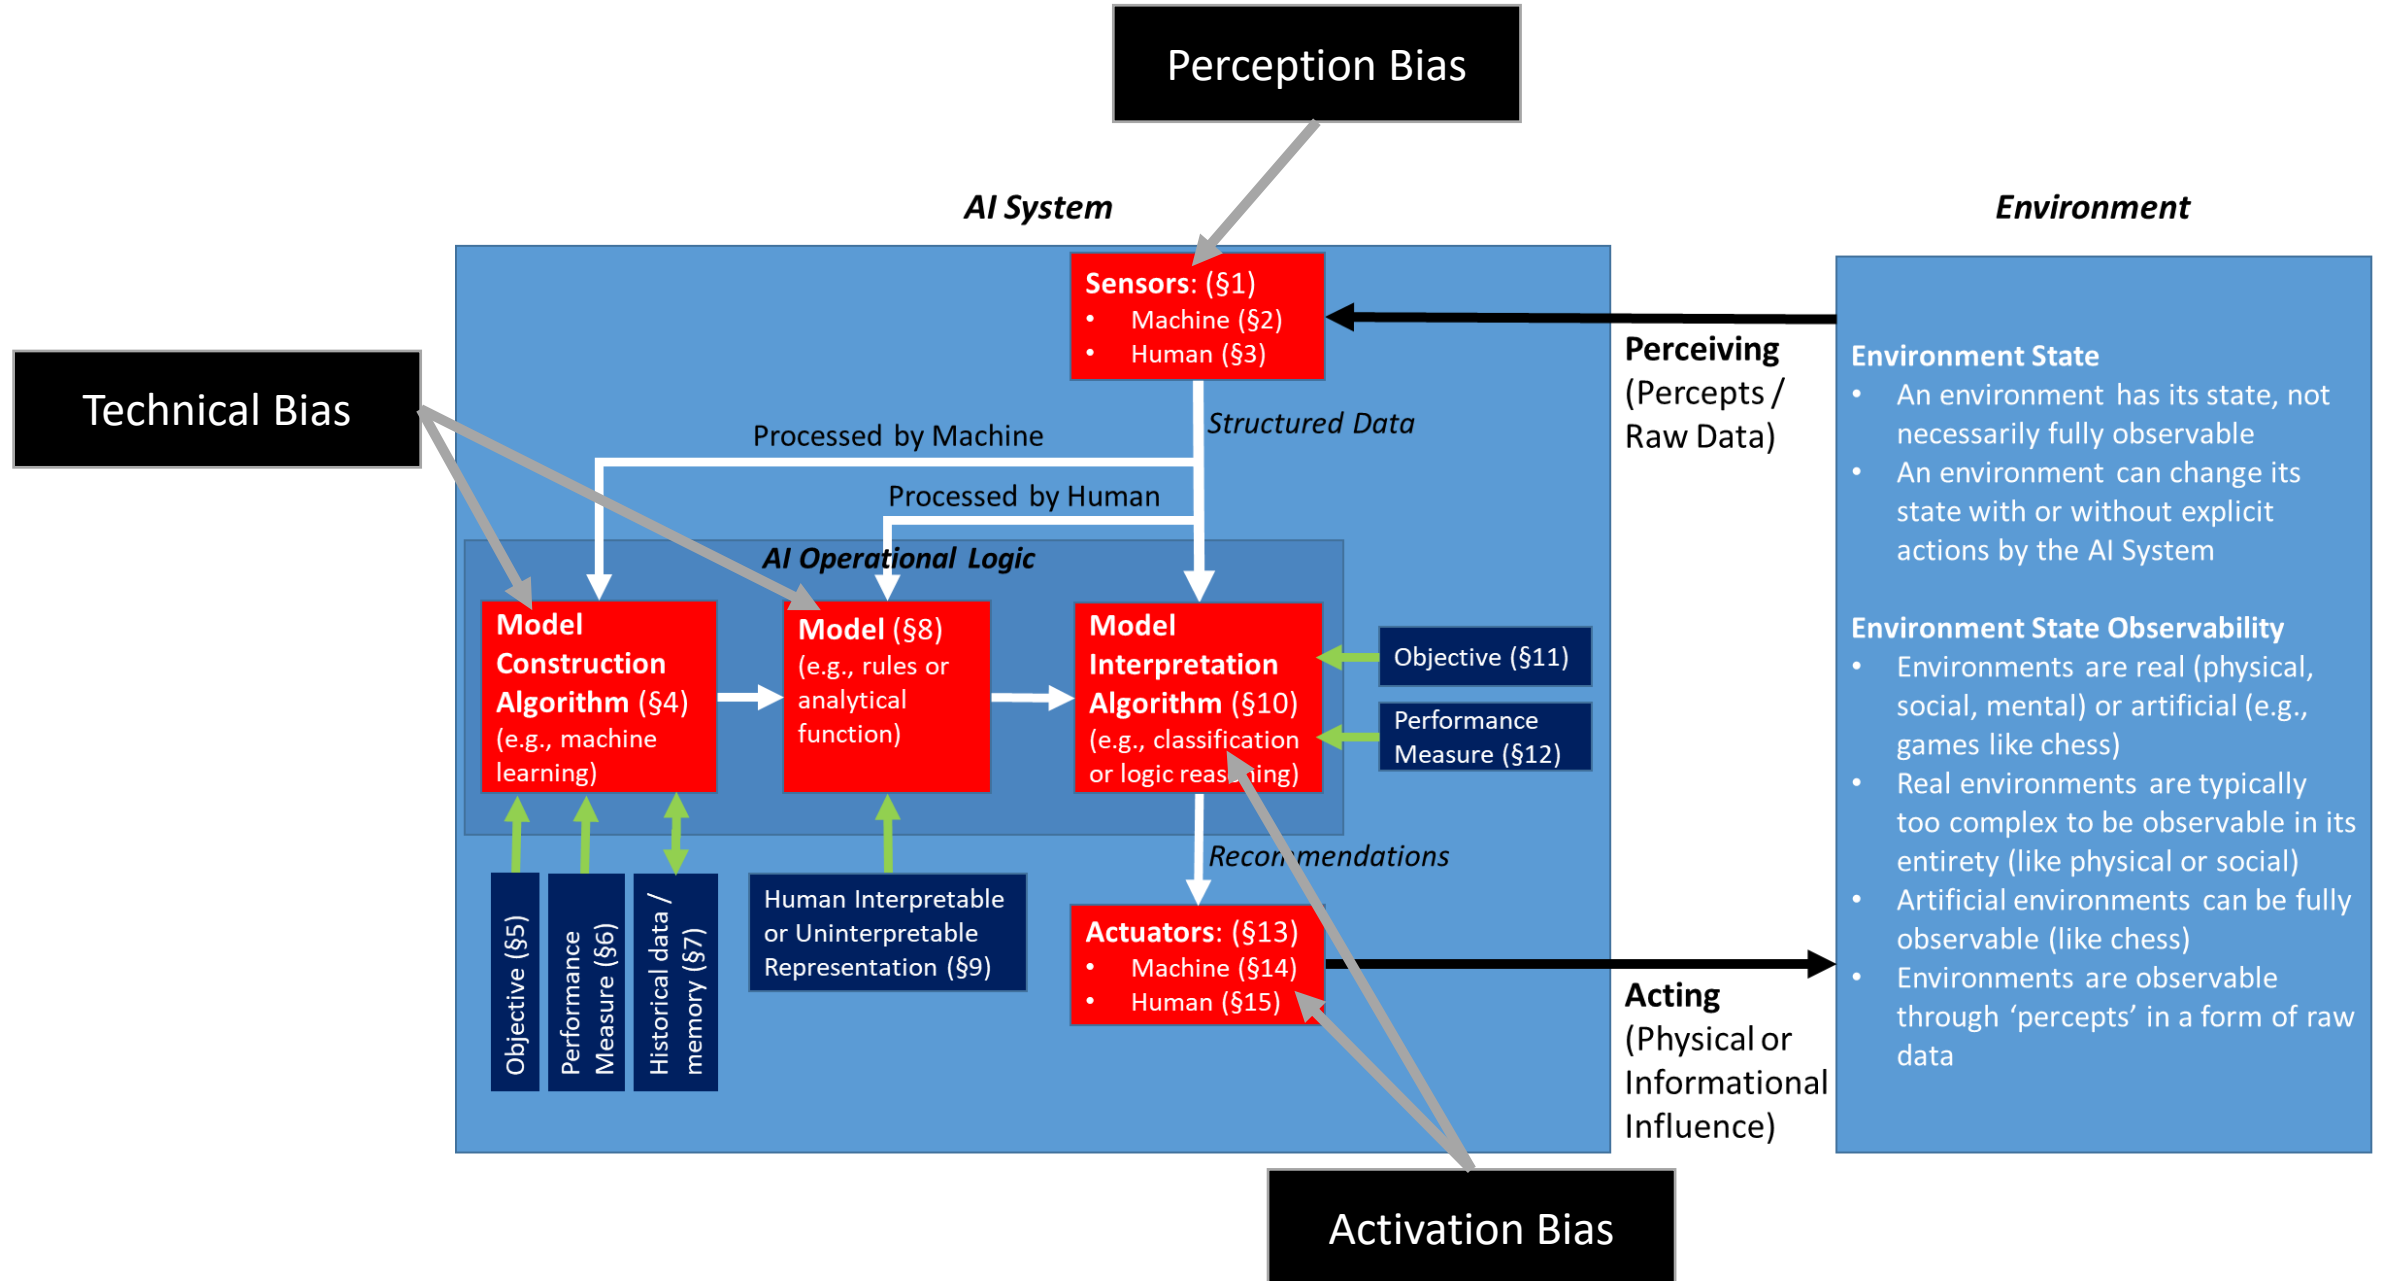 Perception Bias
AI System
Environment
Sensors: (§1)
• Machine (§2)
• Human (§3)
Technical Bias
Perceiving
(Percepts /
Raw Data)
Structured Data
Processed by Machine
Processed by Human
AI Operational Logic
Model
Construction
Algorithm (§4)
(e.g., machine
learning)
Model (§8)
(e.g., rules or
analytical
function)
Model
Interpretation
Algorithm (§10)
(e.g., classification
or logic reasoning)
Objective (§11)
Performance
Measure (§12)
Objective (§5)
Performance
Measure (§6)
Historical data /
memory (§7)
Human Interpretable
or Uninterpretable
Representation (§9)
Recommendations
Actuators: (§13)
• Machine (§14)
• Human (§15)
Acting
(Physical or
Informational
Influence)
Environment State
• An environment has its state, not
necessarily fully observable
• An environment can change its
state with or without explicit
actions by the AI System
Environment State Observability
• Environments are real (physical,
social, mental) or artificial (e.g.,
games like chess)
• Real environments are typically
too complex to be observable in its
entirety (like physical or social)
• Artificial environments can be fully
observable (like chess)
• Environments are observable
through ‘percepts’ in a form of raw
data
Activation Bias